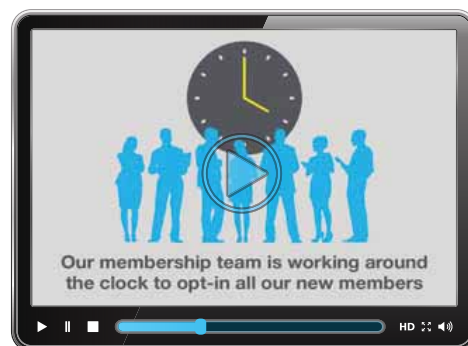 Our membership team is working around
the clock to opt-in all our new members
HD